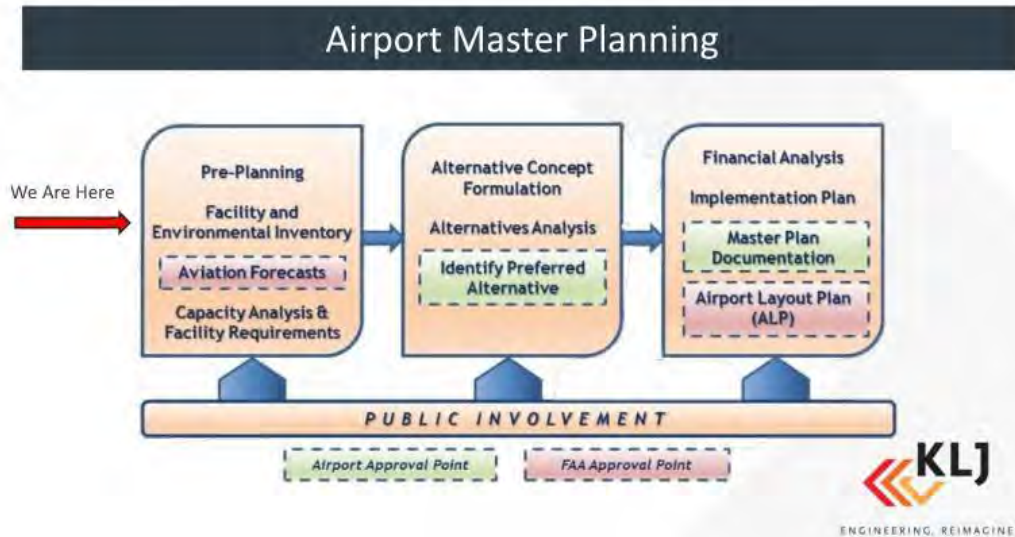 Airport Master Planning
We Are Here
Pre-Planning
Facility and
Environmental Inventory
Aviation Forecasts
Capacity Analysis &
Facility Requirements
Alternative Concept
Formulation
Alternatives Analysis
Identify Preferred
Alternative
Financial Analysis
Implementation Plan
Master Plan
Documentation
Airport Layout Plan
(ALP)
PUBLIC INVOLVEMENT
Airport Approval Point
FAA Approval Point
KLJ
ENGINEERING, REIMAGINE